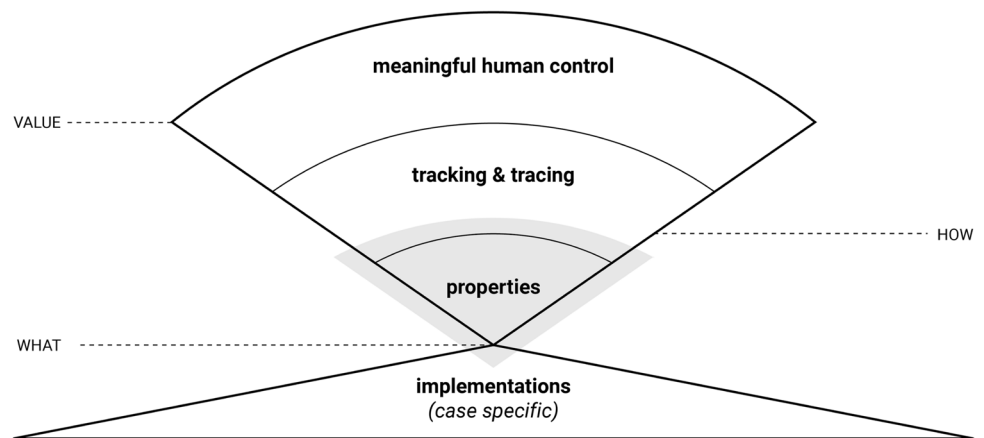 meaningful human control
VALUE
tracking & tracing
HOW
properties
WHAT
implementations
(case specific)